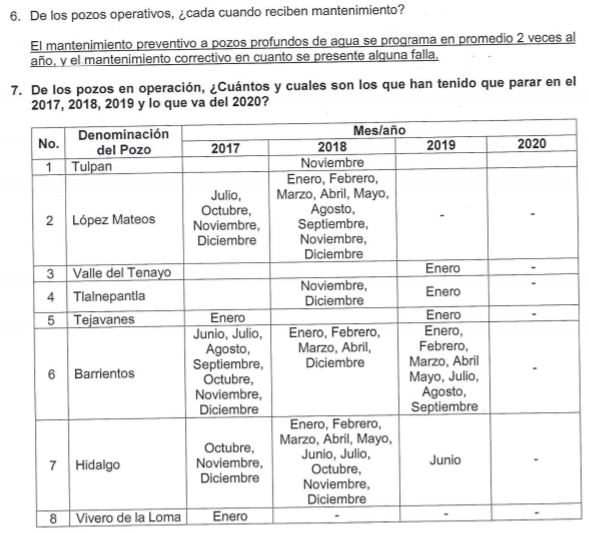 6. De los pozos operativos, ¿cada cuando reciben mantenimiento?
El mantenimiento preventivo a pozos profundos de agua se programa en promedio 2 veces al
año, y el mantenimiento correctivo en cuanto se presente alguna falla.
7. De los pozos en operación, ¿Cuántos y cuales son los que han tenido que parar en el
2017, 2018, 2019 y lo que va del 2020?
No. Denominación del Pozo Mes/año
2017 2018 2019 2020
1 Tulpan Noviembre
2 López Mateos Julio, Octubre, Noviembre, Diciembre Enero, Febrero, Marzo, Abril, Mayo, Agosto, Septiembre, Noviembre, Diciembre - -
3 Valle del Tenayo Enero -
4 Tlalnepantla Noviembre, Diciembre Enero -
5 Tejavanes Enero Enero -
6 Barrientos Junio, Julio, Agosto, Septiembre, Octubre, Noviembre, Diciembre Enero, Febrero, Marzo, Abril, Diciembre Enero, Febrero, Marzo, Abril Mayo, Julio, Agosto, Septiembre -
7 Hidalgo Octubre, Noviembre, Diciembre Enero, Febrero, Marzo, Abril, Mayo, Junio, Julio, Octubre, Noviembre, Diciembre Junio -
8 Vivero de la Loma Enero - - -